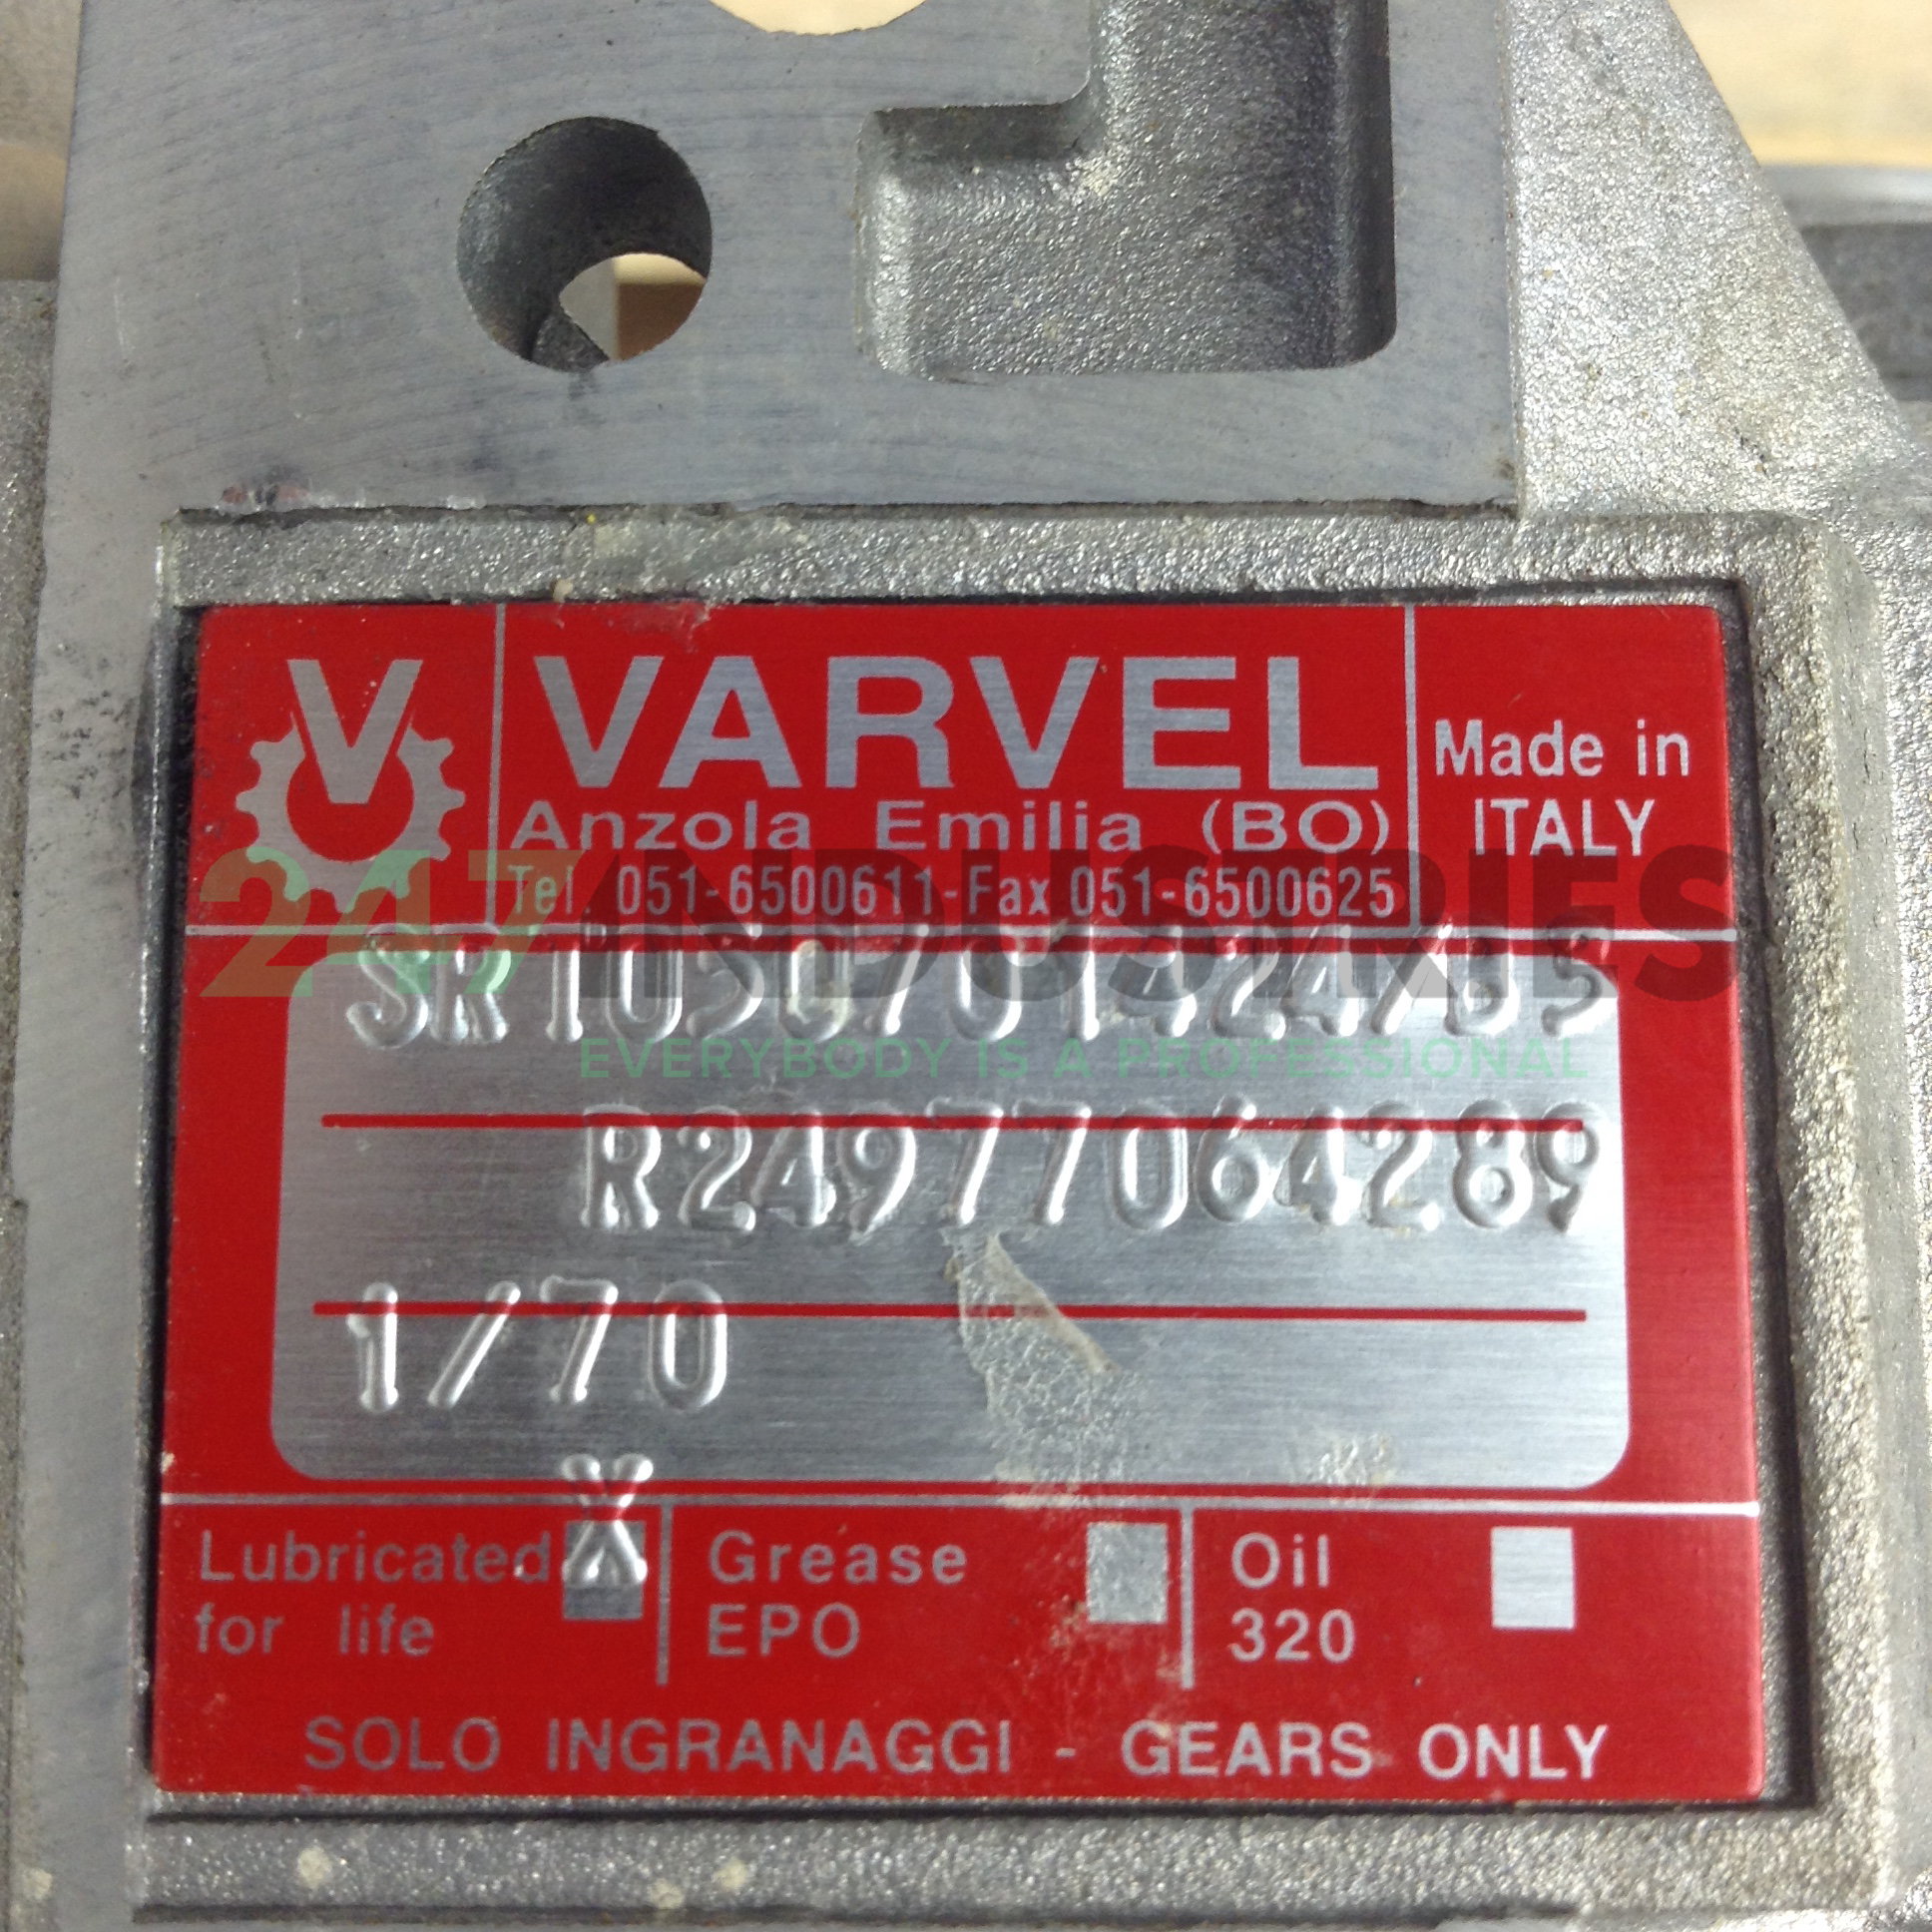 V
VARVEL
Anzola Emilia (BO)
Tel. 051-6500611-Fax 051-6500625
Made in
ITALY
247 INDUSTRIES
EVERYBODY IS A PROFESSIONAL
R24977064289
1/70
Lubricated X
for life
Grease
EPO
Oil
320
SOLO INGRANAGGI - GEARS ONLY